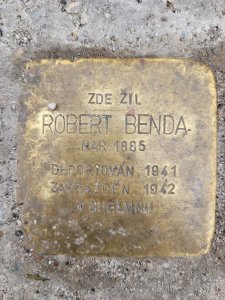 ZDE ŽIL
ROBERT BENDA
NAR 1885
DEPORTOVÁN 1941
ZAVRAŽDĚN 1942
V